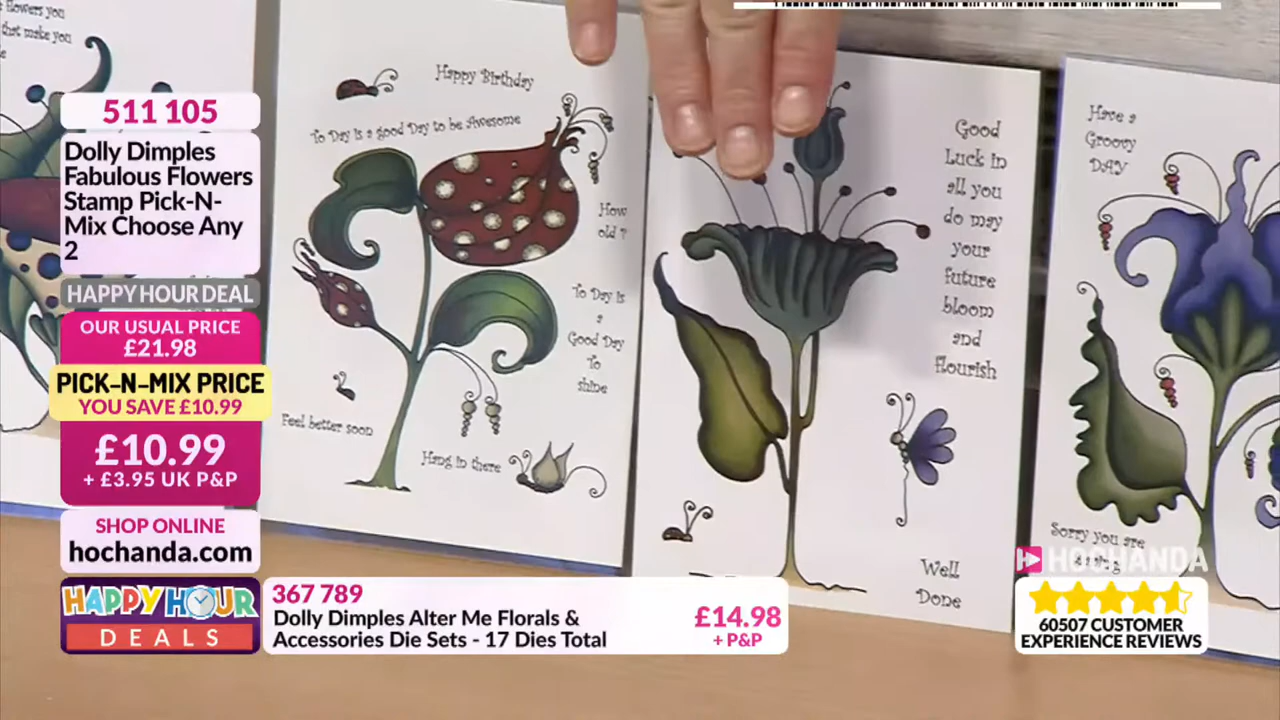 flowers you
that make you
511 105
Dolly Dimples
Fabulous Flowers
Stamp Pick-N-
Mix Choose Any
2
HAPPY HOUR DEAL
OUR USUAL PRICE
£21.98
PICK-N-MIX PRICE
YOU SAVE £10.99
£10.99
+ £3.95 UK P&P
SHOP ONLINE
hochanda.com
HAPPY HOUR
DEALS
367 789
Dolly Dimples Alter Me Florals &
Accessories Die Sets - 17 Dies Total
£14.98
+ P&P
Happy Birthday
To Day is a good Day to be Awesome
How
old ?
To Day is
a
Good Day
To
shine
Feel better soon
Hang in there
Good
Luck in
all you
do may
your
future
bloom
and
flourish
Well
Done
Have a
Groovy
DAY
Sorry you are
HOCHANDA
60507 CUSTOMER
EXPERIENCE REVIEWS